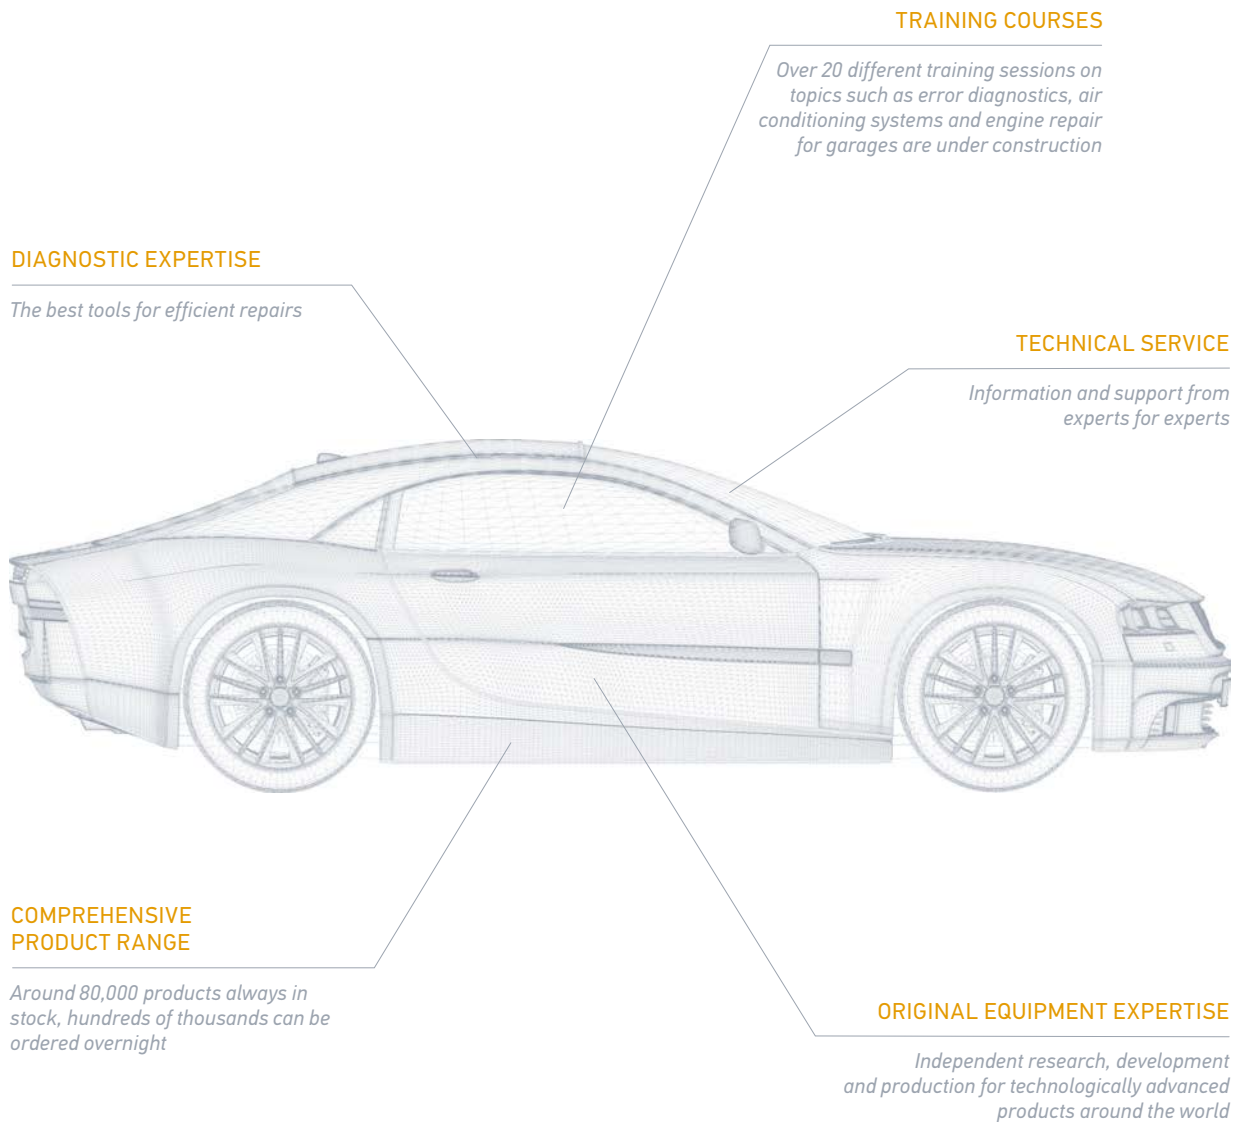 TRAINING COURSES
Over 20 different training sessions on
topics such as error diagnostics, air
conditioning systems and engine repair
for garages are under construction
DIAGNOSTIC EXPERTISE
The best tools for efficient repairs
TECHNICAL SERVICE
Information and support from
experts for experts
COMPREHENSIVE
PRODUCT RANGE
Around 80,000 products always in
stock, hundreds of thousands can be
ordered overnight
ORIGINAL EQUIPMENT EXPERTISE
Independent research, development
and production for technologically advanced
products around the world